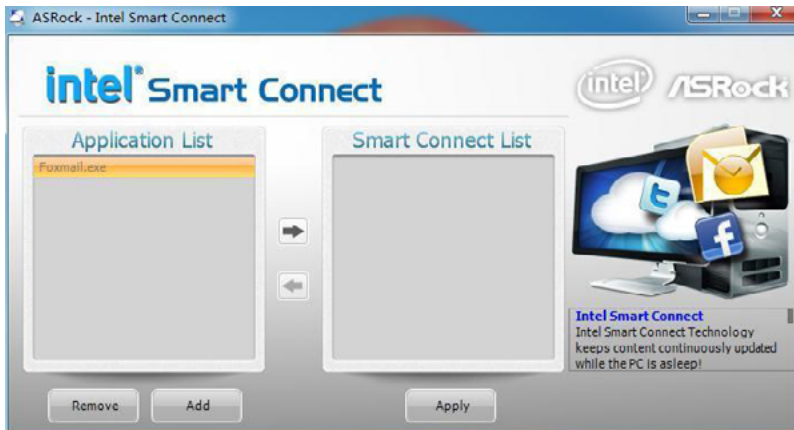 ASRock - Intel Smart Connect
intel Smart Connect
intel ASRock
Application List
Smart Connect List
Foxmail.exe
Intel Smart Connect
Intel Smart Connect Technology
keeps content continuously updated
while the PC is asleep!
Remove
Add
Apply